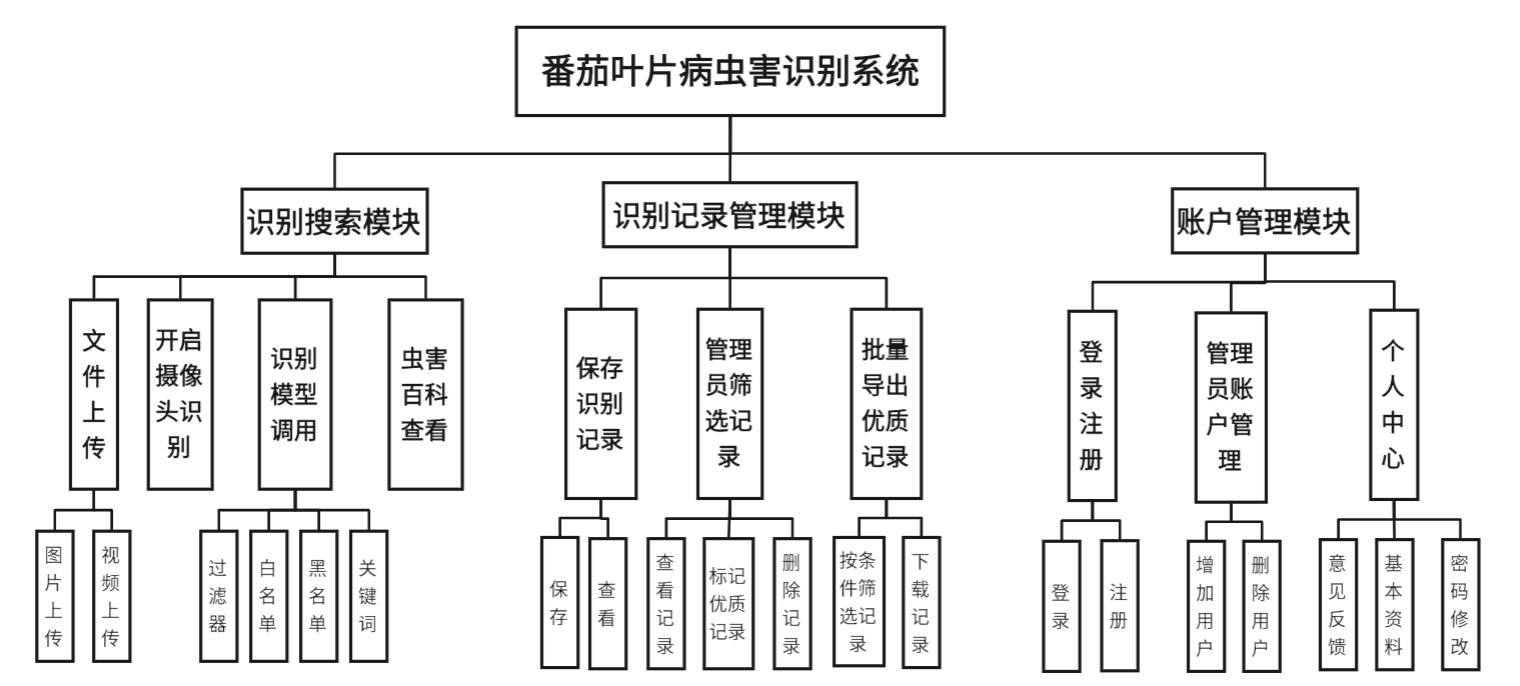 番茄叶片病虫害识别系统
识别搜索模块
识别记录管理模块
账户管理模块
文
件
上
传
开启
摄像
头识
别
识别
模型
调用
虫害
百科
查看
保存
识别
记录
管理
员筛
选记
录
批量
导出
优质
记录
登
录
注
册
管理
员账
户管
理
个
人
中
心
图
片
上
传
视
频
上
传
过
滤
器
白
名
单
黑
名
单
关
键
词
保
存
查
看
查
看
记
录
标记
优质
记录
删
除
记
录
按条
件筛
选记
录
下
载
记
录
登
录
注
册
增
加
用
户
删
除
用
户
意
见
反
馈
基
本
资
料
密
码
修
改